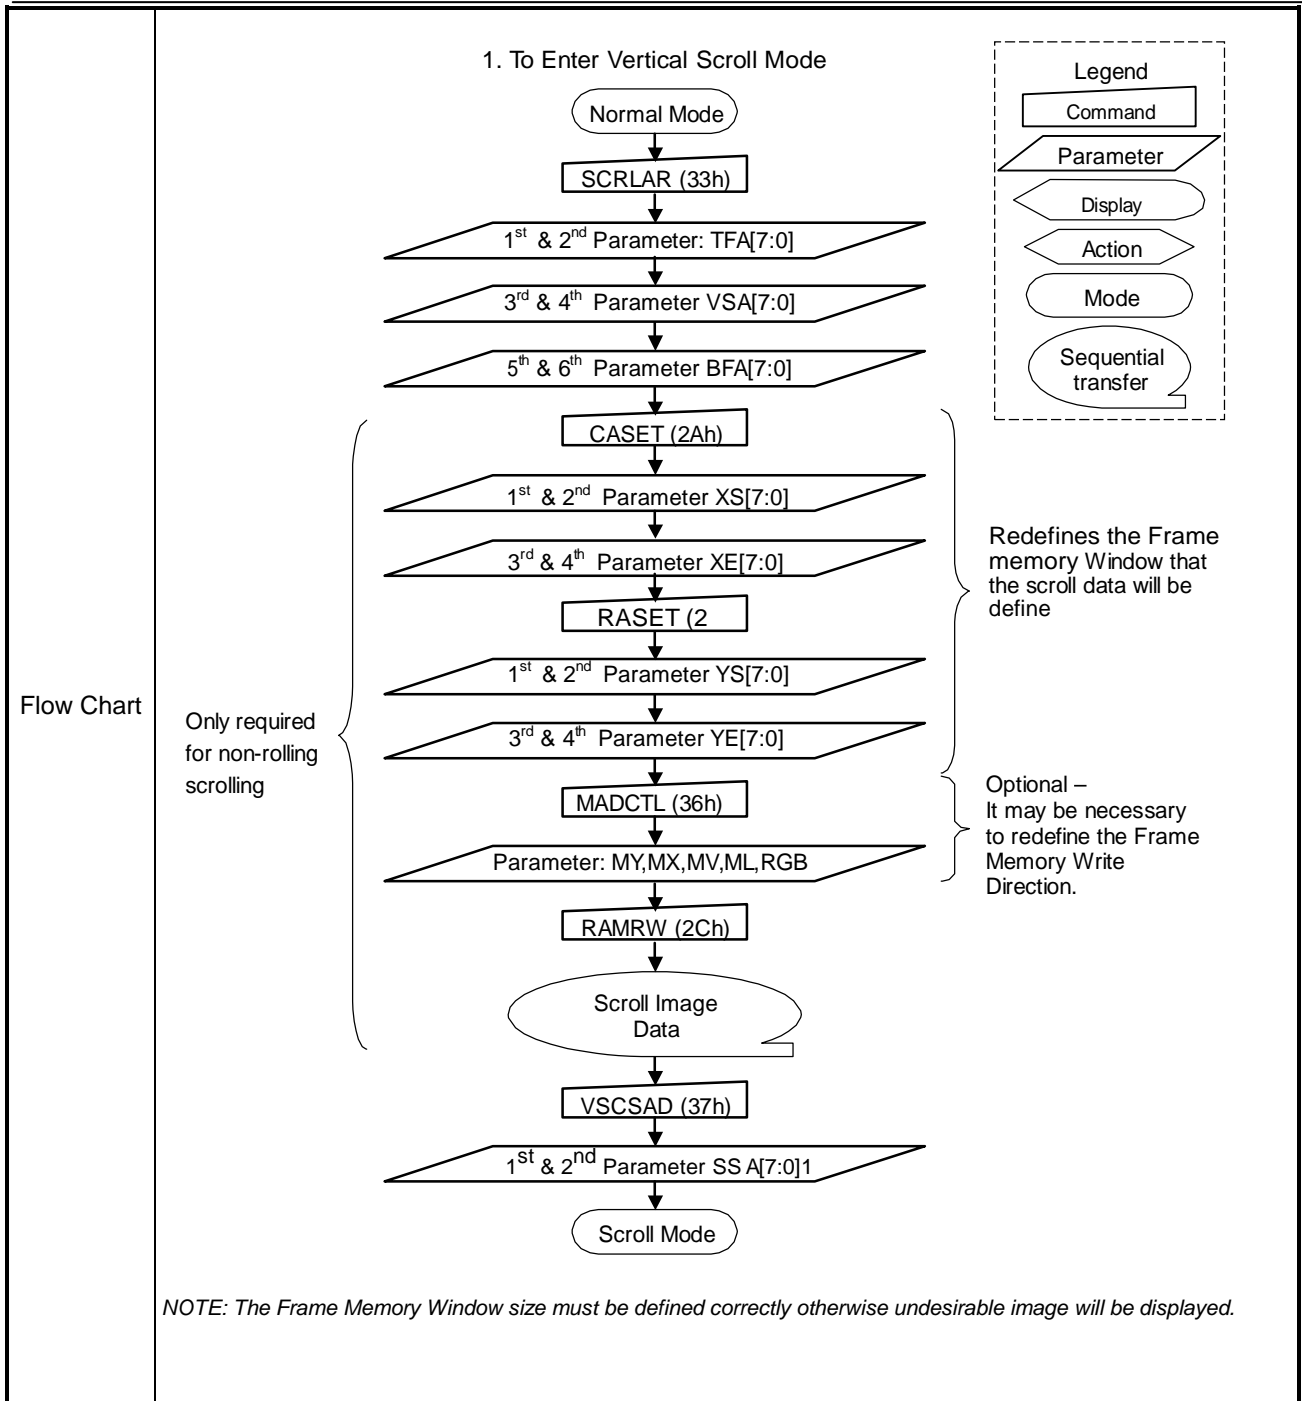 1. To Enter Vertical Scroll Mode
Normal Mode
SCRLAR (33h)
1st & 2nd Parameter: TFA[7:0]
3rd & 4th Parameter VSA[7:0]
5th & 6th Parameter BFA[7:0]
CASET (2Ah)
1st & 2nd Parameter XS[7:0]
3rd & 4th Parameter XE[7:0]
RASET (2
1st & 2nd Parameter YS[7:0]
3rd & 4th Parameter YE[7:0]
MADCTL (36h)
Parameter: MY,MX,MV,ML,RGB
RAMRW (2Ch)
Scroll Image
Data
VSCSAD (37h)
1st & 2nd Parameter SSA[7:0]1
Scroll Mode
Legend
Command
Parameter
Display
Action
Mode
Sequential
transfer
Redefines the Frame
memory Window that
the scroll data will be
define
Optional –
It may be necessary
to redefine the Frame
Memory Write
Direction.
Flow Chart
Only required
for non-rolling
scrolling
NOTE: The Frame Memory Window size must be defined correctly otherwise undesirable image will be displayed.